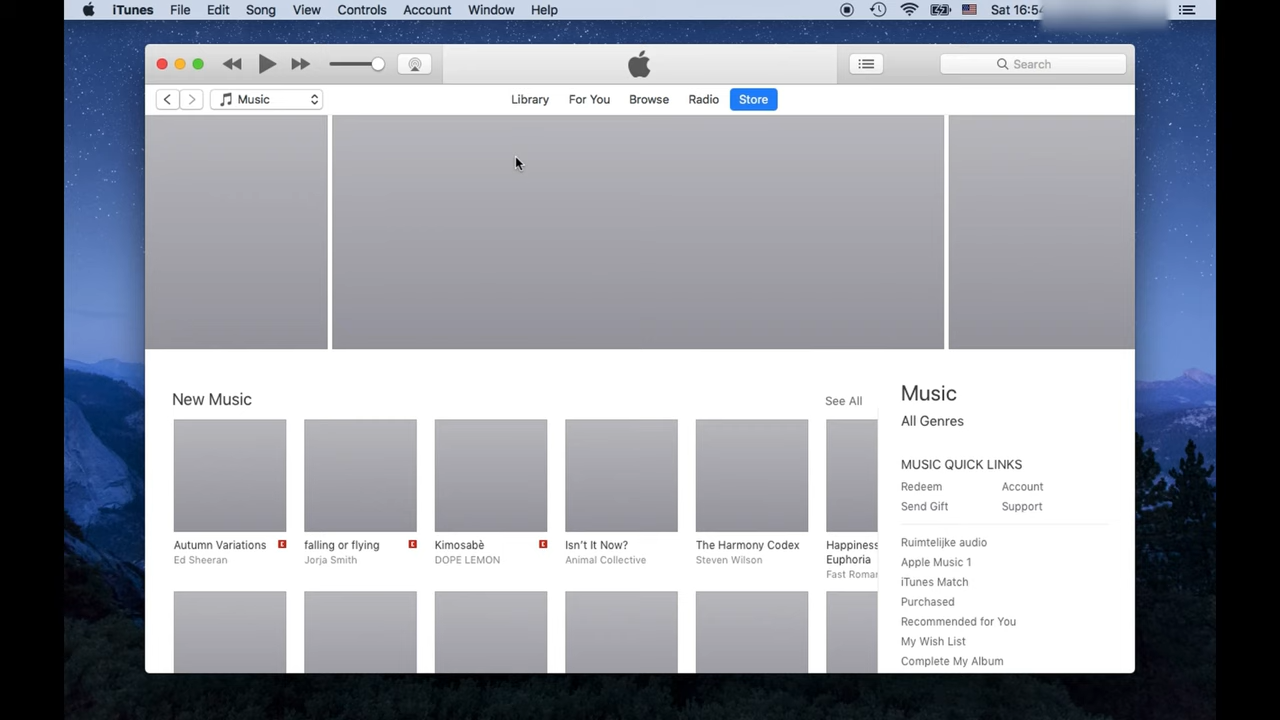 iTunes File Edit Song View Controls Account Window Help Sat 16:54
Search
Music Library For You Browse Radio Store
New Music See All
Autumn Variations E falling or flying E Kimosabè E Isn't It Now? The Harmony Codex Happiness
Euphoria
Ed Sheeran Jorja Smith DOPE LEMON Animal Collective Steven Wilson
Music
All Genres
MUSIC QUICK LINKS
Redeem Account
Send Gift Support
Ruimtelijke audio
Apple Music 1
iTunes Match
Purchased
Recommended for You
My Wish List
Complete My Album